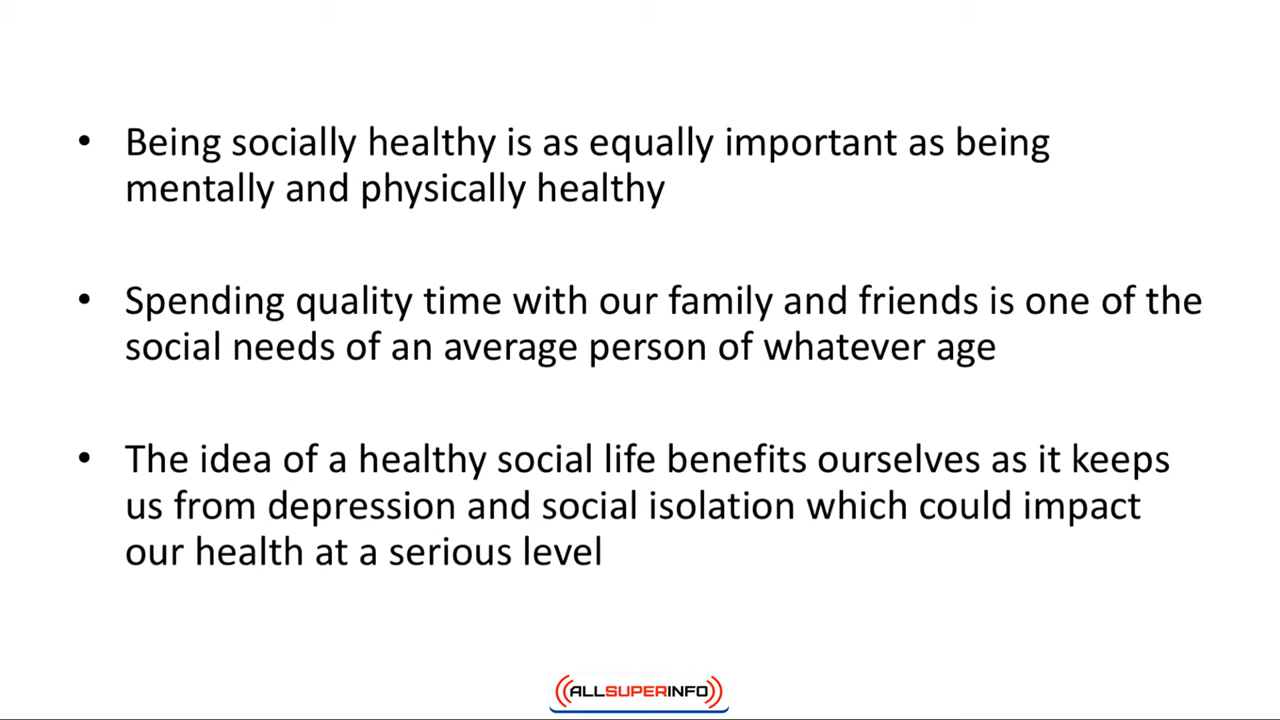 • Being socially healthy is as equally important as being
mentally and physically healthy
• Spending quality time with our family and friends is one of the
social needs of an average person of whatever age
• The idea of a healthy social life benefits ourselves as it keeps
us from depression and social isolation which could impact
our health at a serious level
ALLSUPERINFO